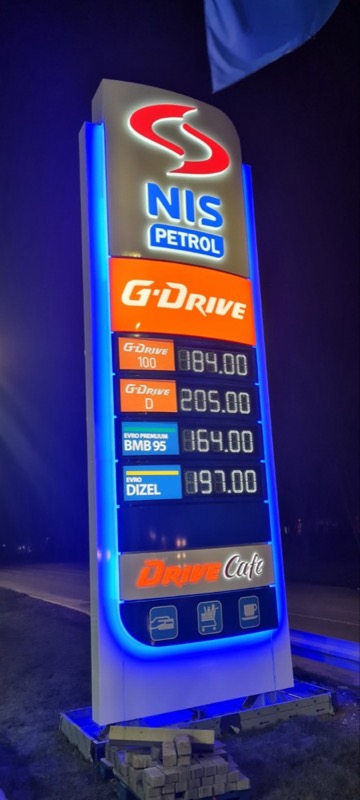 NIS
PETROL
G-DRIVE
G-DRIVE 100 184.00
G-DRIVE D 205.00
EVRO PREMIUM BMB 95 164.00
EVRO DIZEL 197.00
DRIVE Cafe